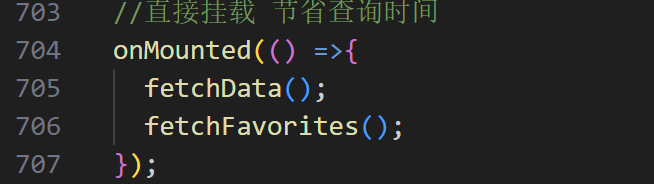 703 //直接挂载 节省查询时间
704 onMounted(() =>{
705 fetchData();
706 fetchFavorites();
707 });